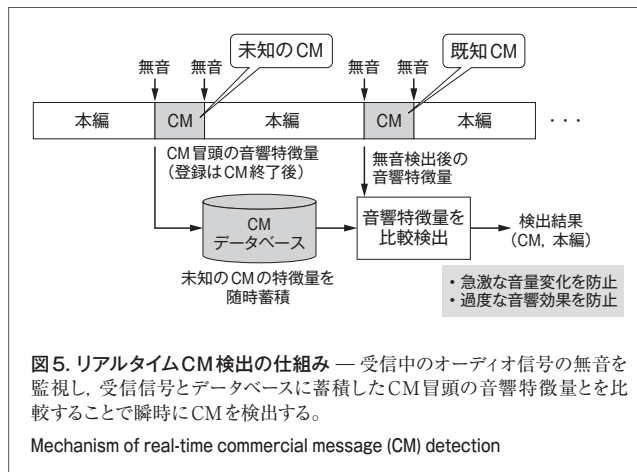 未知のCM
既知CM
無音 無音 無音 無音
本編 CM 本編 CM 本編 ・・・
CM冒頭の音響特徴量
(登録はCM終了後)
無音検出後の
音響特徴量
CM
データベース
音響特徴量を
比較検出
検出結果
(CM, 本編)
未知のCMの特徴量を
随時蓄積
・急激な音量変化を防止
・過度な音響効果を防止
図5. リアルタイムCM検出の仕組み — 受信中のオーディオ信号の無音を
監視し, 受信信号とデータベースに蓄積したCM冒頭の音響特徴量とを比
較することで瞬時にCMを検出する。
Mechanism of real-time commercial message (CM) detection